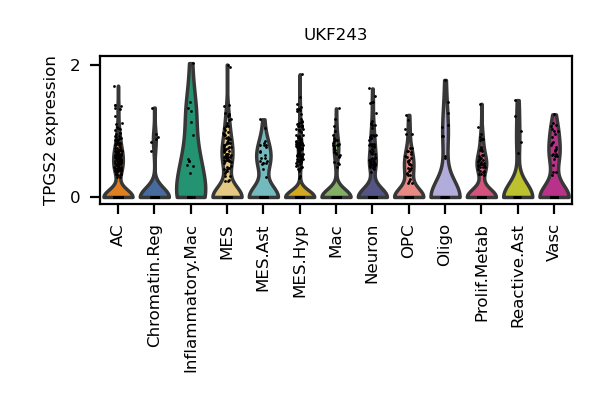 UKF243
TPGS2 expression
2
0
AC
Chromatin.Reg
Inflammatory.Mac
MES
MES.Ast
MES.Hyp
Mac
Neuron
OPC
Oligo
Prolif.Metab
Reactive.Ast
Vasc